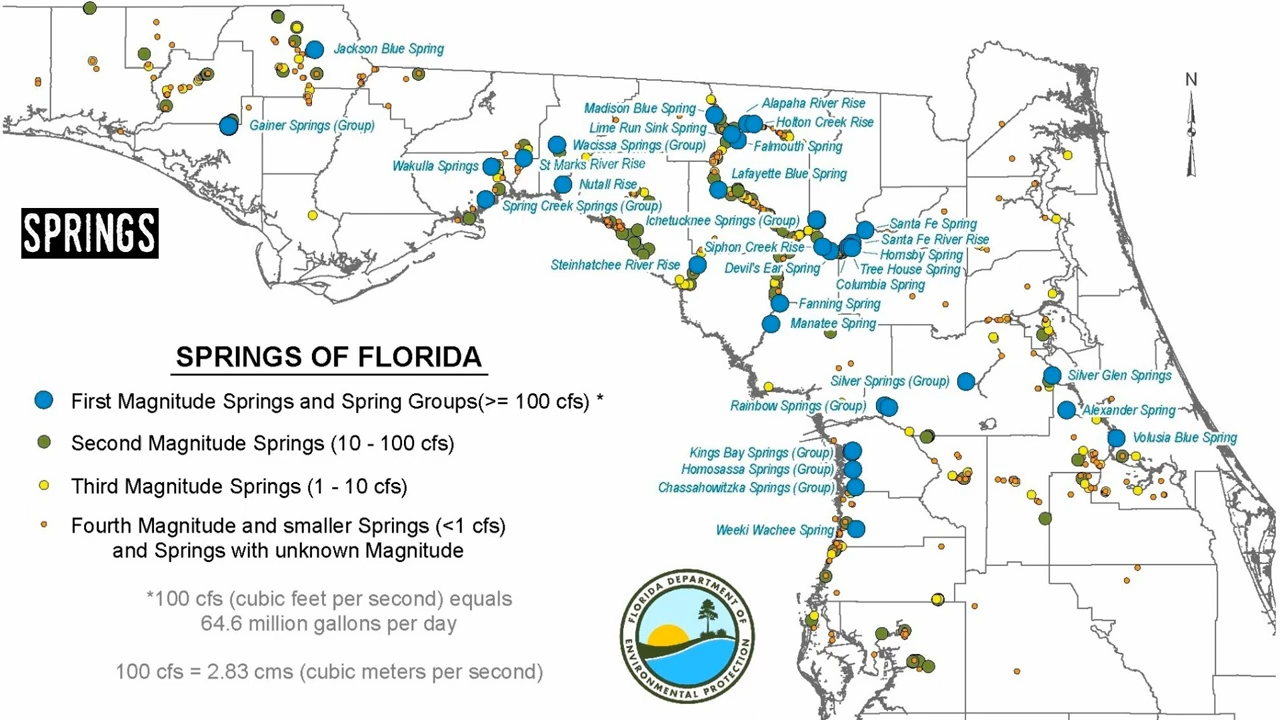 N
Jackson Blue Spring
Gainer Springs (Group)
Madison Blue Spring
Alapaha River Rise
Holton Creek Rise
Lime Run Sink Spring
Wacissa Springs (Group)
Falmouth Spring
Wakulla Springs
St Marks River Rise
Lafayette Blue Spring
Nutall Rise
Spring Creek Springs (Group)
Ichetucknee Springs (Group)
Santa Fe Spring
Santa Fe River Rise
Siphon Creek Rise
Hornsby Spring
Steinhatchee River Rise
Devil's Ear Spring
Tree House Spring
Columbia Spring
Fanning Spring
Manatee Spring
Silver Springs (Group)
Silver Glen Springs
Rainbow Springs (Group)
Alexander Spring
Volusia Blue Spring
Kings Bay Springs (Group)
Homosassa Springs (Group)
Chassahowitzka Springs (Group)
Weeki Wachee Spring
SPRINGS
SPRINGS OF FLORIDA
First Magnitude Springs and Spring Groups(>= 100 cfs) *
Second Magnitude Springs (10 - 100 cfs)
Third Magnitude Springs (1 - 10 cfs)
Fourth Magnitude and smaller Springs (<1 cfs)
and Springs with unknown Magnitude
*100 cfs (cubic feet per second) equals
64.6 million gallons per day
100 cfs = 2.83 cms (cubic meters per second)
FLORIDA DEPARTMENT OF
ENVIRONMENTAL PROTECTION